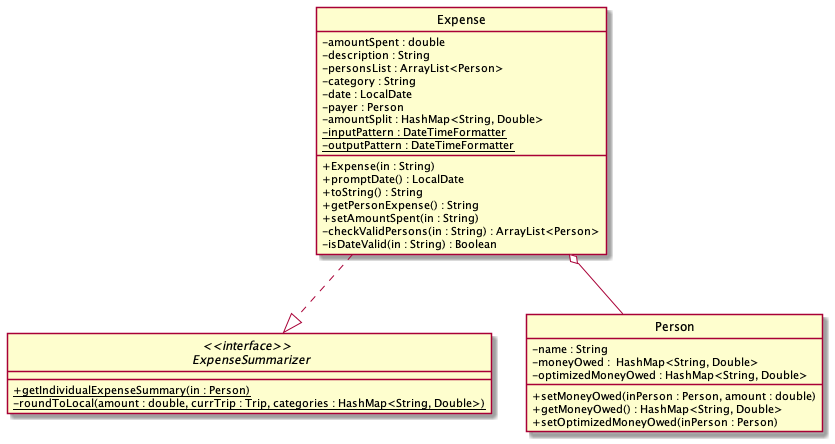 Expense
-amountSpent : double
-description : String
-personsList : ArrayList<Person>
-category : String
-date : LocalDate
-payer : Person
-amountSplit : HashMap<String, Double>
-inputPattern : DateTimeFormatter
-outputPattern : DateTimeFormatter
+Expense(in : String)
+promptDate() : LocalDate
+toString() : String
+getPersonExpense() : String
+setAmountSpent(in : String)
-checkValidPersons(in : String) : ArrayList<Person>
-isDateValid(in : String) : Boolean
<<interface>>
ExpenseSummarizer
+getIndividualExpenseSummary(in : Person)
-roundToLocal(amount : double, currTrip : Trip, categories : HashMap<String, Double>)
Person
-name : String
-moneyOwed : HashMap<String, Double>
-optimizedMoneyOwed : HashMap<String, Double>
+setMoneyOwed(inPerson : Person, amount : double)
+getMoneyOwed() : HashMap<String, Double>
+setOptimizedMoneyOwed(inPerson : Person)